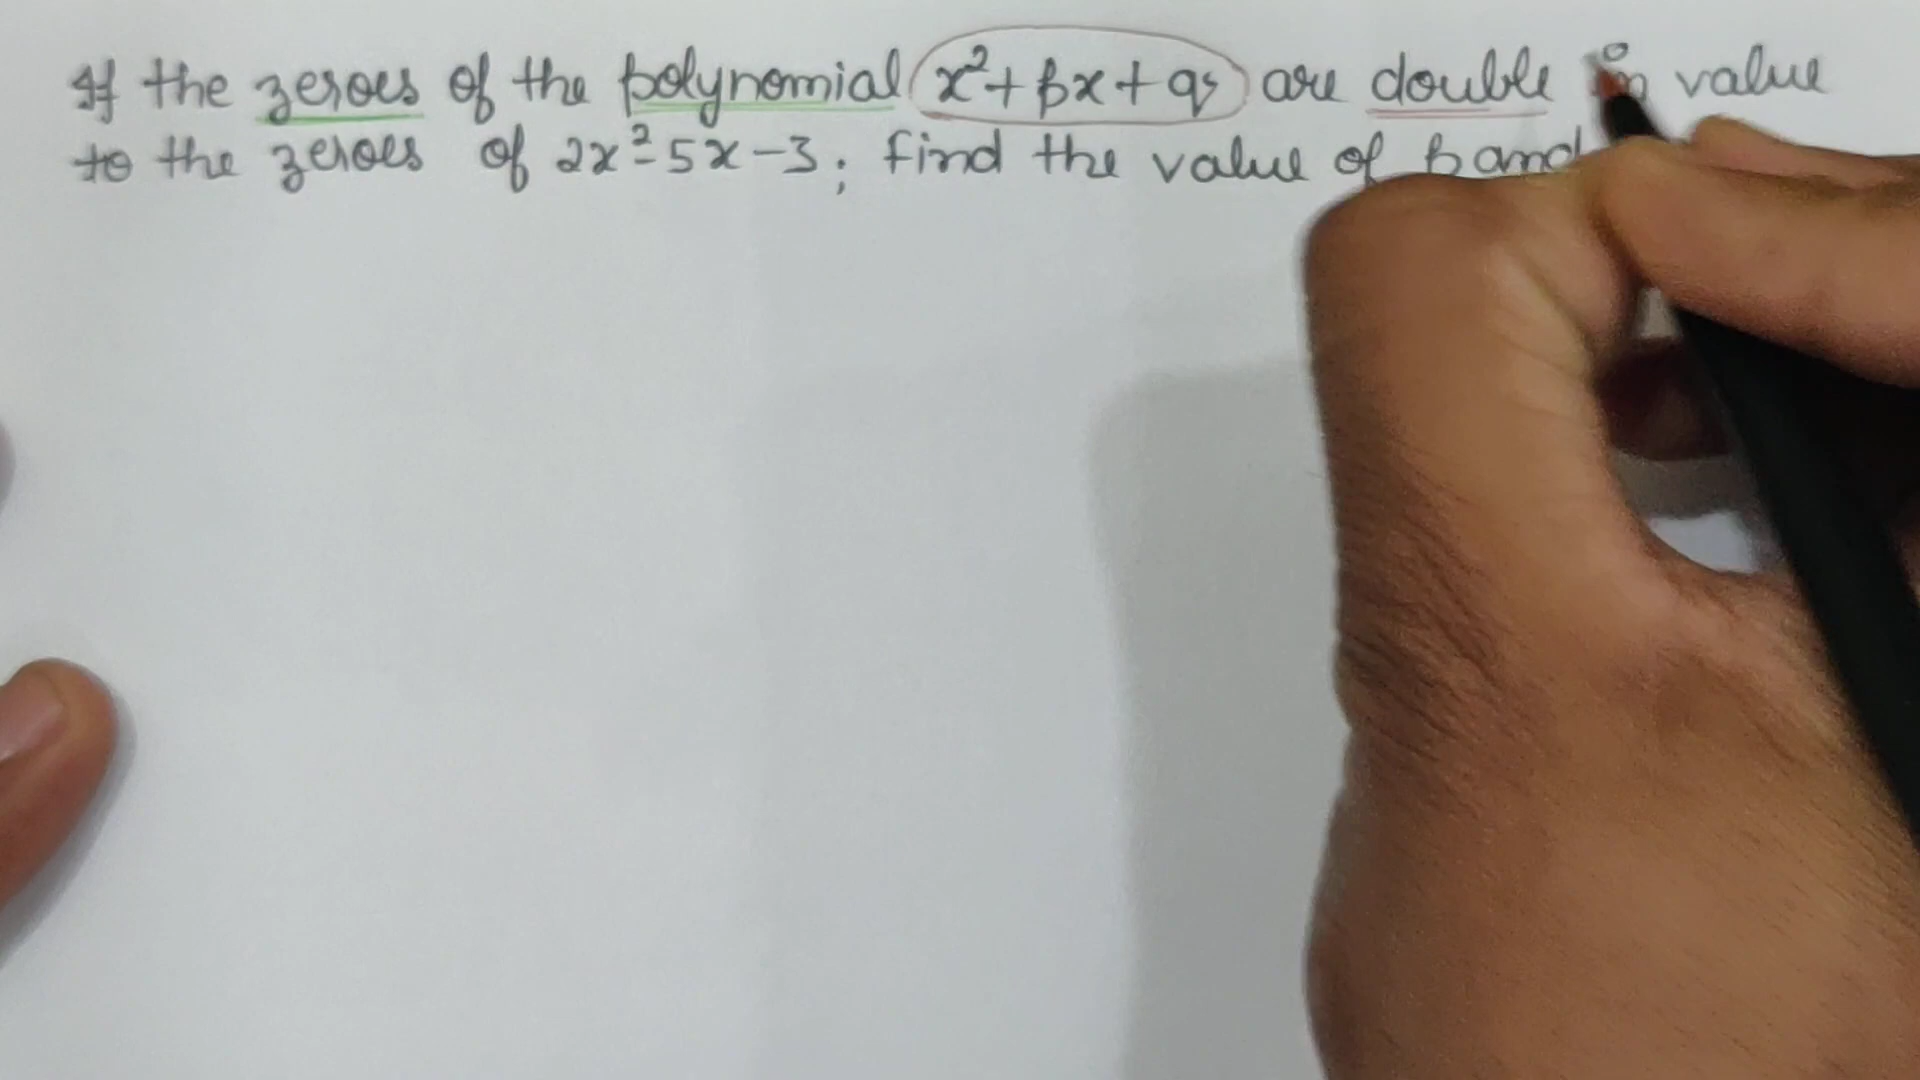 If the zeroes of the polynomial x²+px+q are double in value
to the zeroes of 2x²-5x-3; find the value of p and